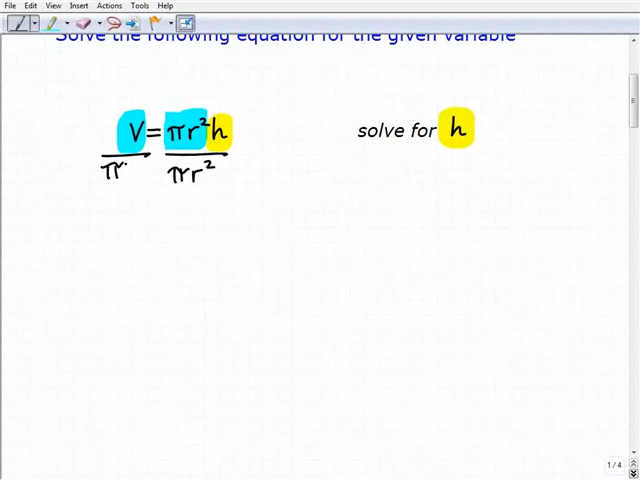 File Edit View Insert Actions Tools Help
Solve the following equation for the given variable
V = πr²h
πr πr²
solve for h
1 / 4